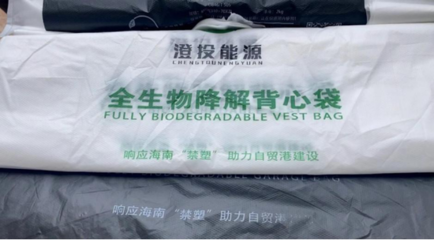 澄投能源
CHENGTOUNENGYUAN
全生物降解背心袋
FULLY BIODEGRADABLE VEST BAG
响应海南“禁塑”助力自贸港建设
响应海南“禁塑”助力自贸港